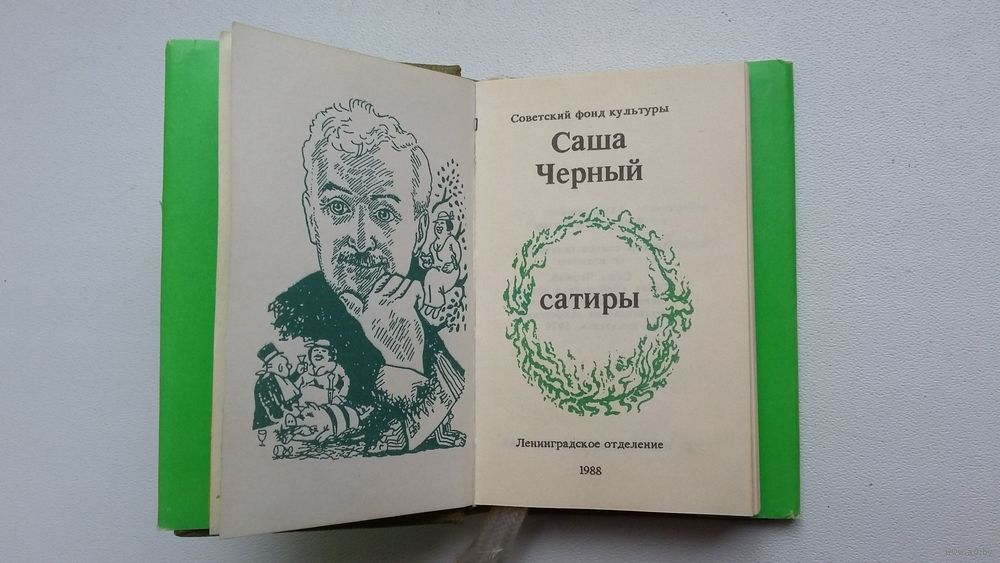 Советский фонд культуры
Саша
Черный
сатиры
Ленинградское отделение
1988